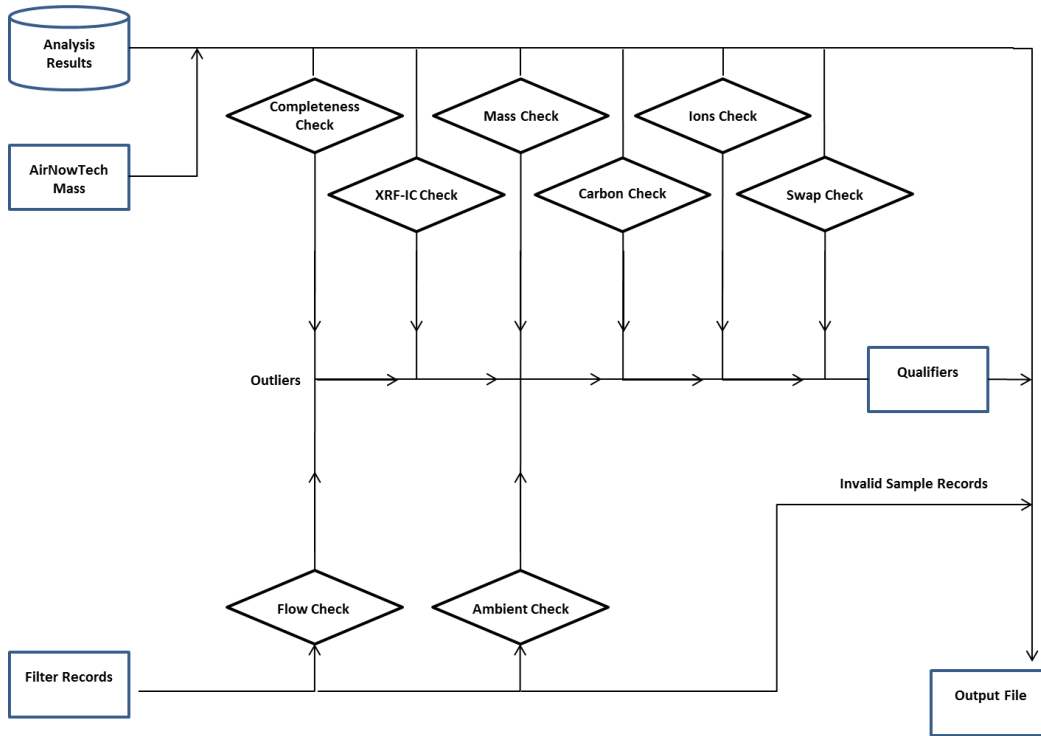 Analysis
Results
Completeness
Check
Mass Check
Ions Check
AirNowTech
Mass
XRF-IC Check
Carbon Check
Swap Check
Outliers
Qualifiers
Invalid Sample Records
Flow Check
Ambient Check
Filter Records
Output File